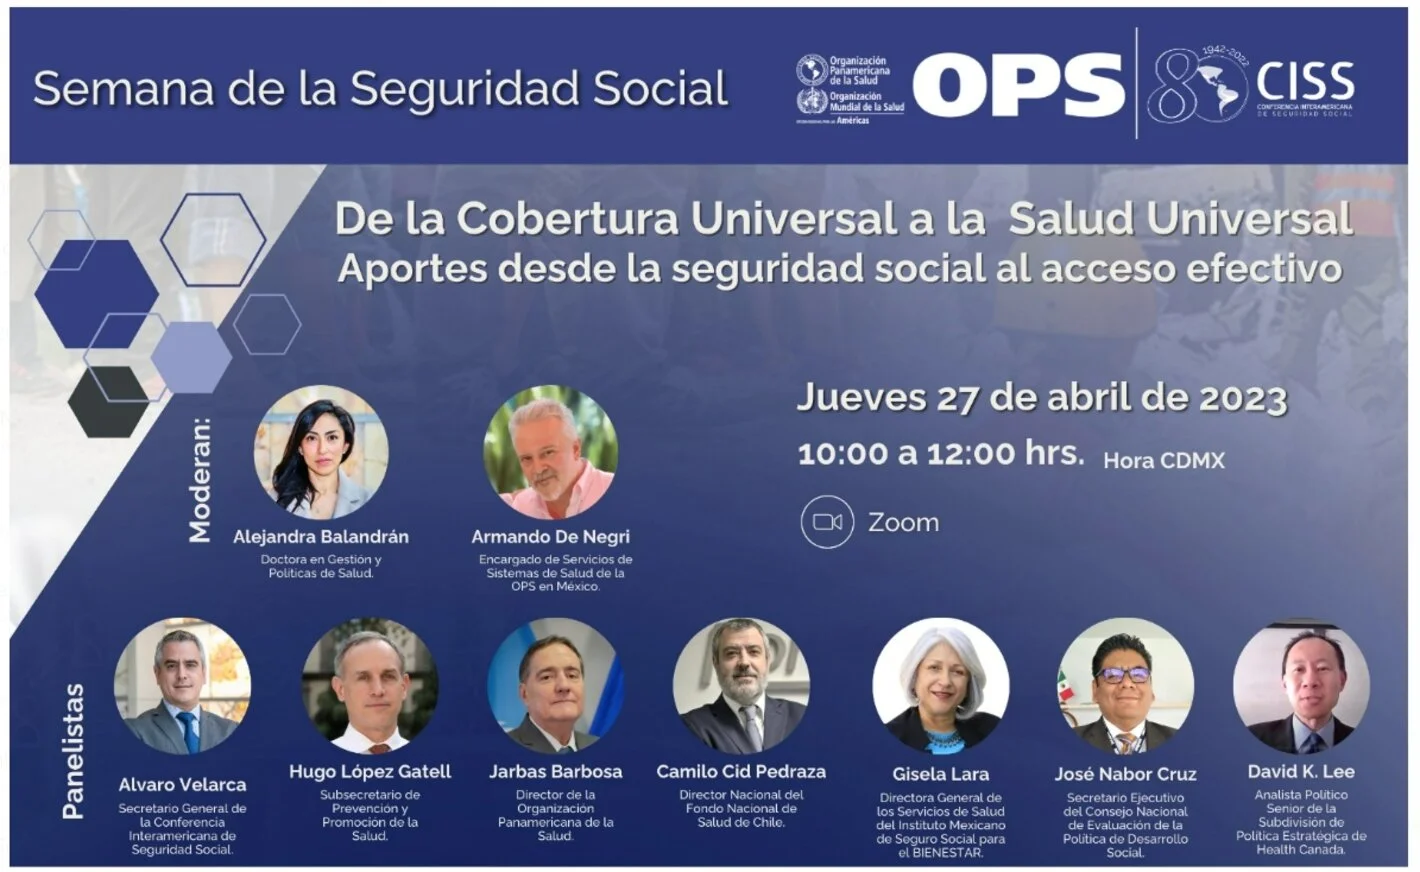 Semana de la Seguridad Social
Organización
Panamericana
de la Salud
Organización
Mundial de la Salud
Américas
OPS
1942-2022
80
CISS
CONFERENCIA INTERAMERICANA
DE SEGURIDAD SOCIAL
De la Cobertura Universal a la Salud Universal
Aportes desde la seguridad social al acceso efectivo
Jueves 27 de abril de 2023
10:00 a 12:00 hrs. Hora CDMX
Zoom
Moderan:
Alejandra Balandrán
Doctora en Gestión y
Políticas de Salud.
Armando De Negri
Encargado de Servicios de
Sistemas de Salud de la
OPS en México.
Panelistas
Alvaro Velarca
Secretario General de
la Conferencia
Interamericana de
Seguridad Social.
Hugo López Gatell
Subsecretario de
Prevención y
Promoción de la
Salud.
Jarbas Barbosa
Director de la
Organización
Panamericana de la
Salud.
Camilo Cid Pedraza
Director Nacional del
Fondo Nacional de
Salud de Chile.
Gisela Lara
Directora General de
los Servicios de Salud
del Instituto Mexicano
de Seguro Social para
el BIENESTAR.
José Nabor Cruz
Secretario Ejecutivo
del Consejo Nacional
de Evaluación de la
Política de Desarrollo
Social.
David K. Lee
Analista Político
Senior de la
Subdivisión de
Política Estratégica de
Health Canada.